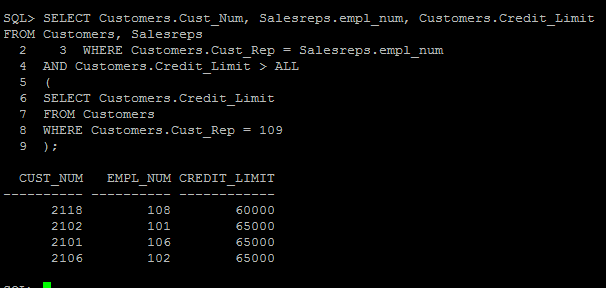 SQL> SELECT Customers.Cust_Num, Salesreps.empl_num, Customers.Credit_Limit
FROM Customers, Salesreps
  2    3  WHERE Customers.Cust_Rep = Salesreps.empl_num
  4  AND Customers.Credit_Limit > ALL
  5  (
  6  SELECT Customers.Credit_Limit
  7  FROM Customers
  8  WHERE Customers.Cust_Rep = 109
  9  );
  CUST_NUM   EMPL_NUM CREDIT_LIMIT
---------- ---------- ------------
      2118        108        60000
      2102        101        65000
      2101        106        65000
      2106        102        65000
SQL>